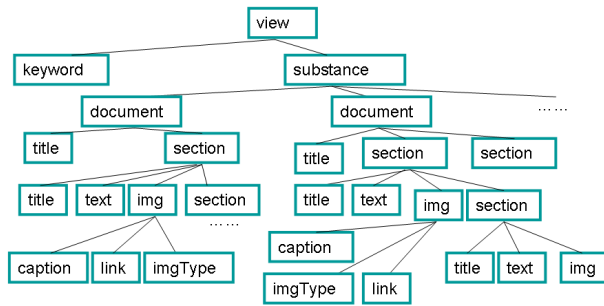 view
keyword substance
document document ……
title section title section section
title text img section title text img section
……
caption link imgType caption imgType link title text img